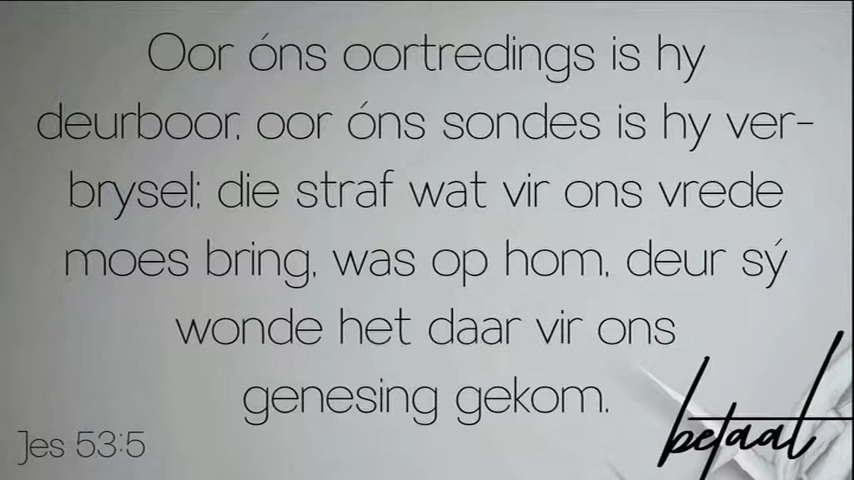 Oor óns oortredings is hy
deurboor, oor óns sondes is hy ver-
brysel; die straf wat vir ons vrede
moes bring, was op hom, deur sý
wonde het daar vir ons
genesing gekom.
Jes 53:5
betaal